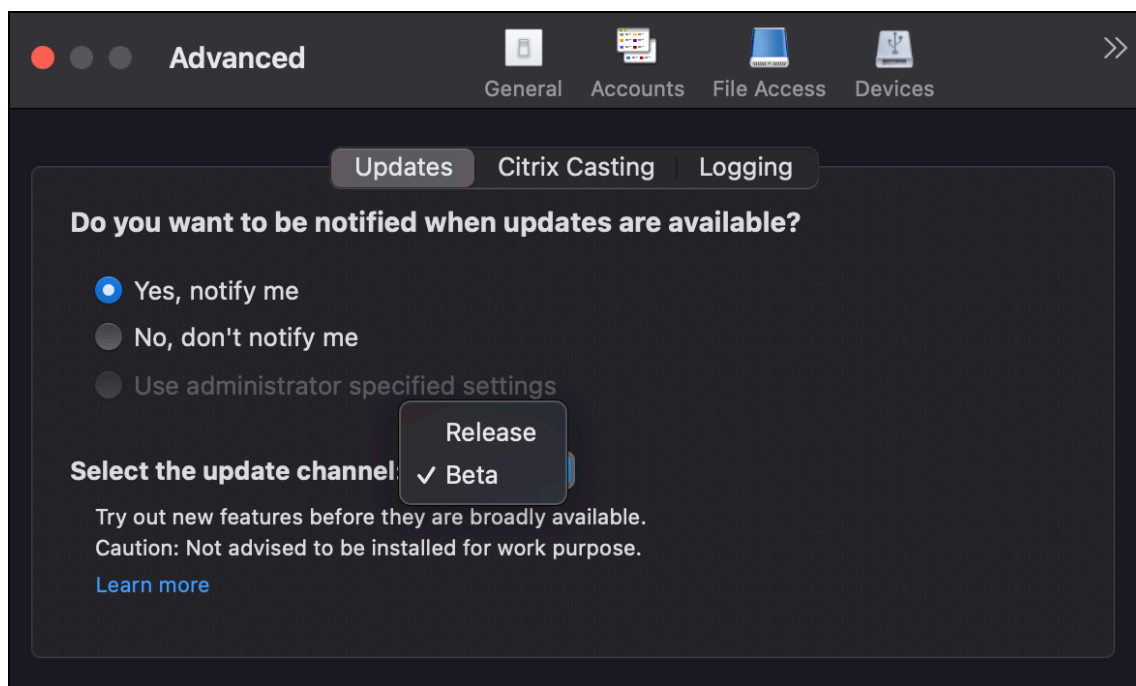 Advanced
General Accounts File Access Devices
Updates Citrix Casting Logging
Do you want to be notified when updates are available?
Yes, notify me
No, don't notify me
Use administrator specified settings
Release
Select the update channel:
Beta
Try out new features before they are broadly available.
Caution: Not advised to be installed for work purpose.
Learn more